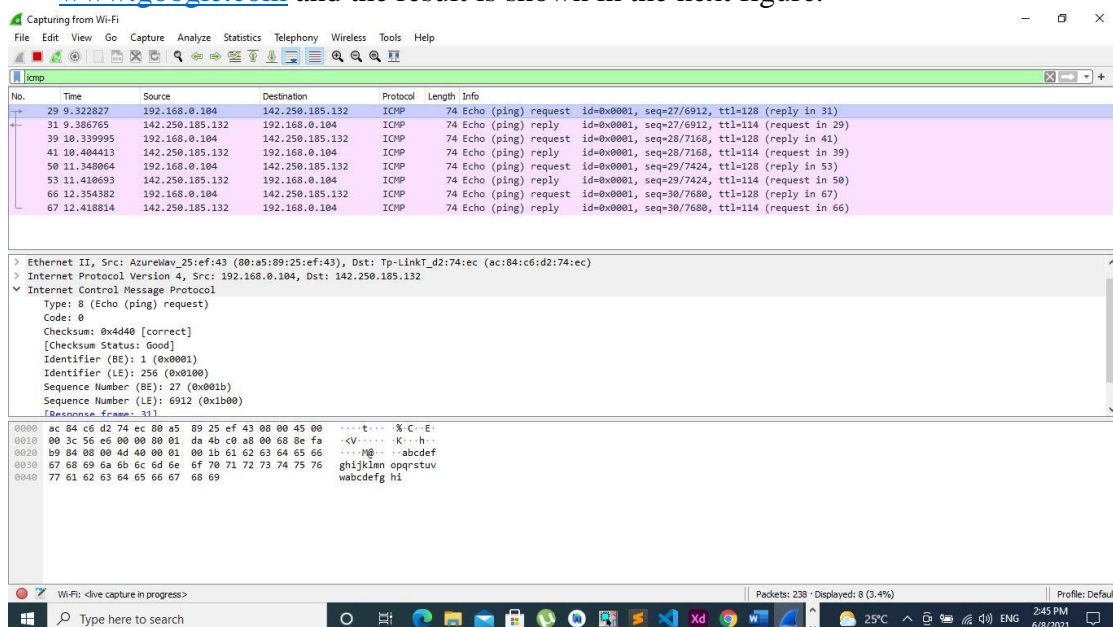 www.google.com and the result is shown in the next figure.
Capturing from Wi-Fi
File Edit View Go Capture Analyze Statistics Telephony Wireless Tools Help
icmp
No. Time Source Destination Protocol Length Info
29 9.322827 192.168.0.104 142.250.185.132 ICMP 74 Echo (ping) request id=0x0001, seq=27/6912, ttl=128 (reply in 31)
31 9.386765 142.250.185.132 192.168.0.104 ICMP 74 Echo (ping) reply id=0x0001, seq=27/6912, ttl=114 (request in 29)
39 10.339995 192.168.0.104 142.250.185.132 ICMP 74 Echo (ping) request id=0x0001, seq=28/7168, ttl=128 (reply in 41)
41 10.404413 142.250.185.132 192.168.0.104 ICMP 74 Echo (ping) reply id=0x0001, seq=28/7168, ttl=114 (request in 39)
50 11.348064 192.168.0.104 142.250.185.132 ICMP 74 Echo (ping) request id=0x0001, seq=29/7424, ttl=128 (reply in 53)
53 11.410693 142.250.185.132 192.168.0.104 ICMP 74 Echo (ping) reply id=0x0001, seq=29/7424, ttl=114 (request in 50)
66 12.354382 192.168.0.104 142.250.185.132 ICMP 74 Echo (ping) request id=0x0001, seq=30/7680, ttl=128 (reply in 67)
67 12.418814 142.250.185.132 192.168.0.104 ICMP 74 Echo (ping) reply id=0x0001, seq=30/7680, ttl=114 (request in 66)
> Ethernet II, Src: AzureWav_25:ef:43 (80:a5:89:25:ef:43), Dst: Tp-LinkT_d2:74:ec (ac:84:c6:d2:74:ec)
> Internet Protocol Version 4, Src: 192.168.0.104, Dst: 142.250.185.132
Internet Control Message Protocol
Type: 8 (Echo (ping) request)
Code: 0
Checksum: 0x4d40 [correct]
[Checksum Status: Good]
Identifier (BE): 1 (0x0001)
Identifier (LE): 256 (0x0100)
Sequence Number (BE): 27 (0x001b)
Sequence Number (LE): 6912 (0x1b00)
[Response frame: 31]
0000 ac 84 c6 d2 74 ec 80 a5 89 25 ef 43 08 00 45 00 ····t··· ·%·C··E·
0010 00 3c 56 e6 00 00 80 01 da 4b c0 a8 00 68 8e fa ·<V····· ·K···h··
0020 b9 84 08 00 4d 40 00 01 00 1b 61 62 63 64 65 66 ····M@·· ··abcdef
0030 67 68 69 6a 6b 6c 6d 6e 6f 70 71 72 73 74 75 76 ghijklmn opqrstuv
0040 77 61 62 63 64 65 66 67 68 69 wabcdefg hi
Wi-Fi: <live capture in progress> Packets: 238 · Displayed: 8 (3.4%) Profile: Defaul
Type here to search Xd W 25°C ENG 2:45 PM
6/8/2021